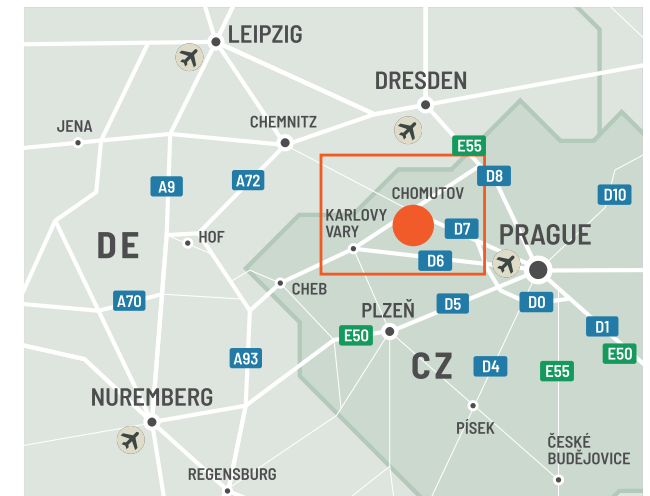 LEIPZIG
DRESDEN
JENA
CHEMNITZ
E55
A9
A72
D8
D10
CHOMUTOV
KARLOVY
VARY
D7
PRAGUE
DE
HOF
D6
CHEB
A70
PLZEŇ
D5
D0
D1
E50
E50
A93
CZ
D4
E55
NUREMBERG
PÍSEK
ČESKÉ
BUDĚJOVICE
REGENSBURG